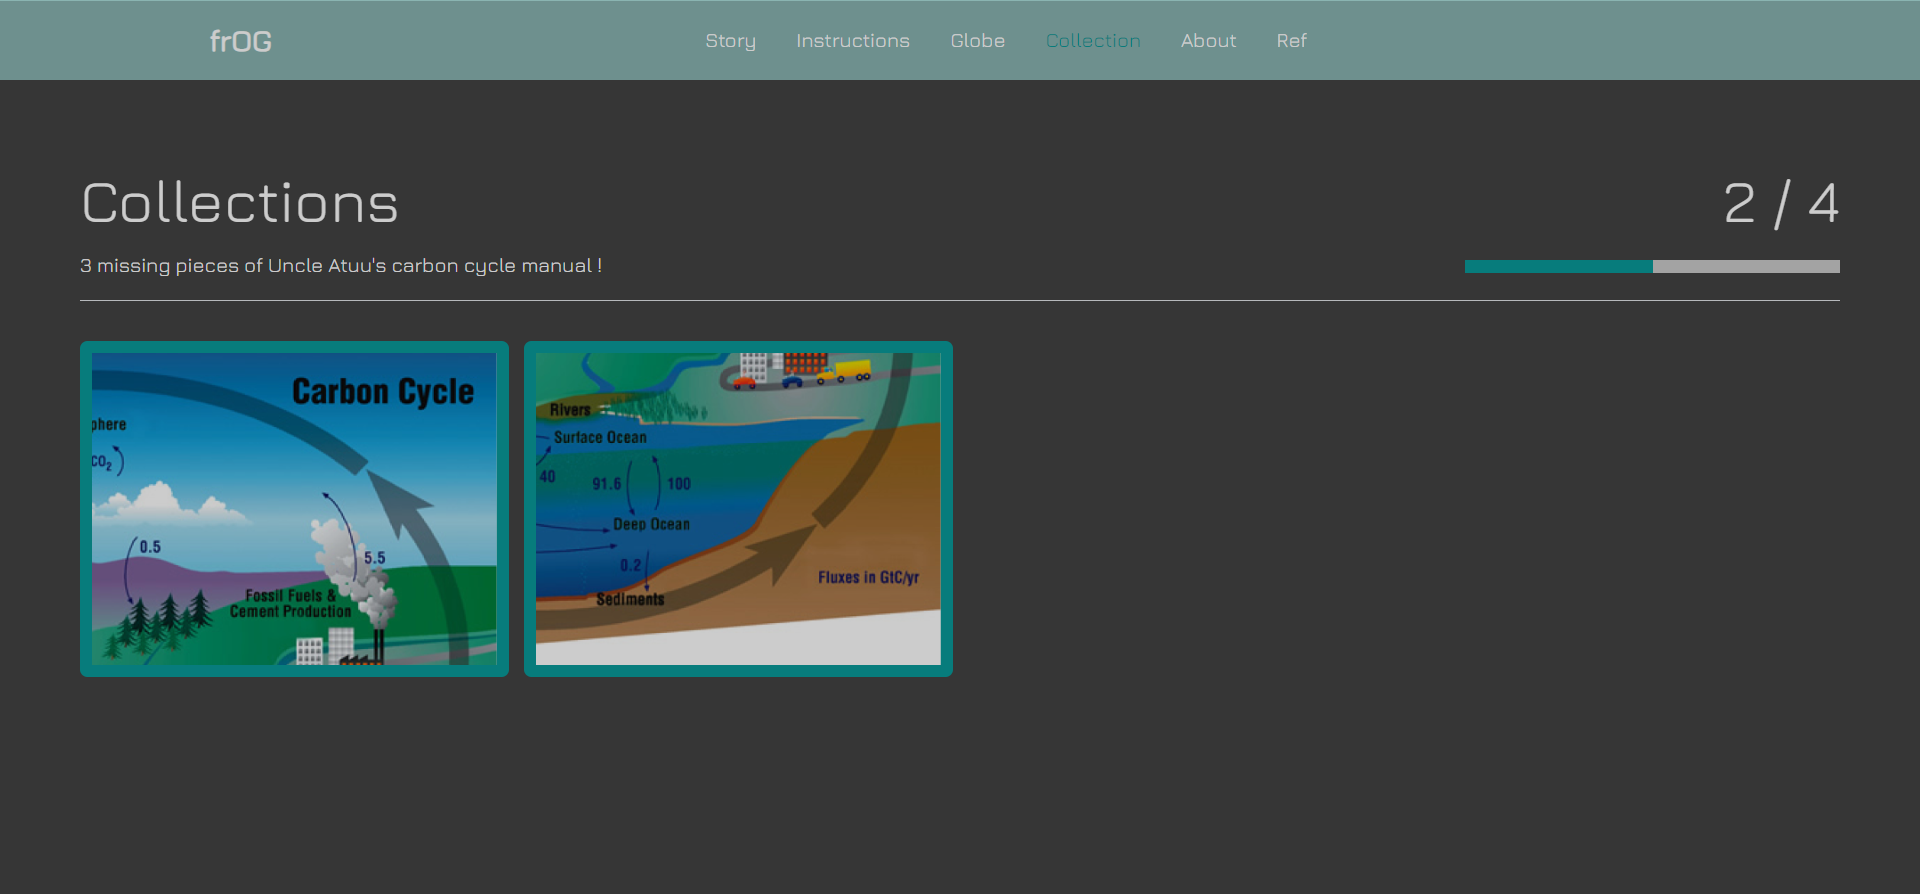 frOG
Story Instructions Globe Collection About Ref
Collections
2 / 4
3 missing pieces of Uncle Atuu's carbon cycle manual !
Carbon Cycle
phere
CO₂
0.5
5.5
Fossil Fuels &
Cement Production
Rivers
Surface Ocean
40
91.6
100
Deep Ocean
0.2
Sediments
Fluxes in GtC/yr